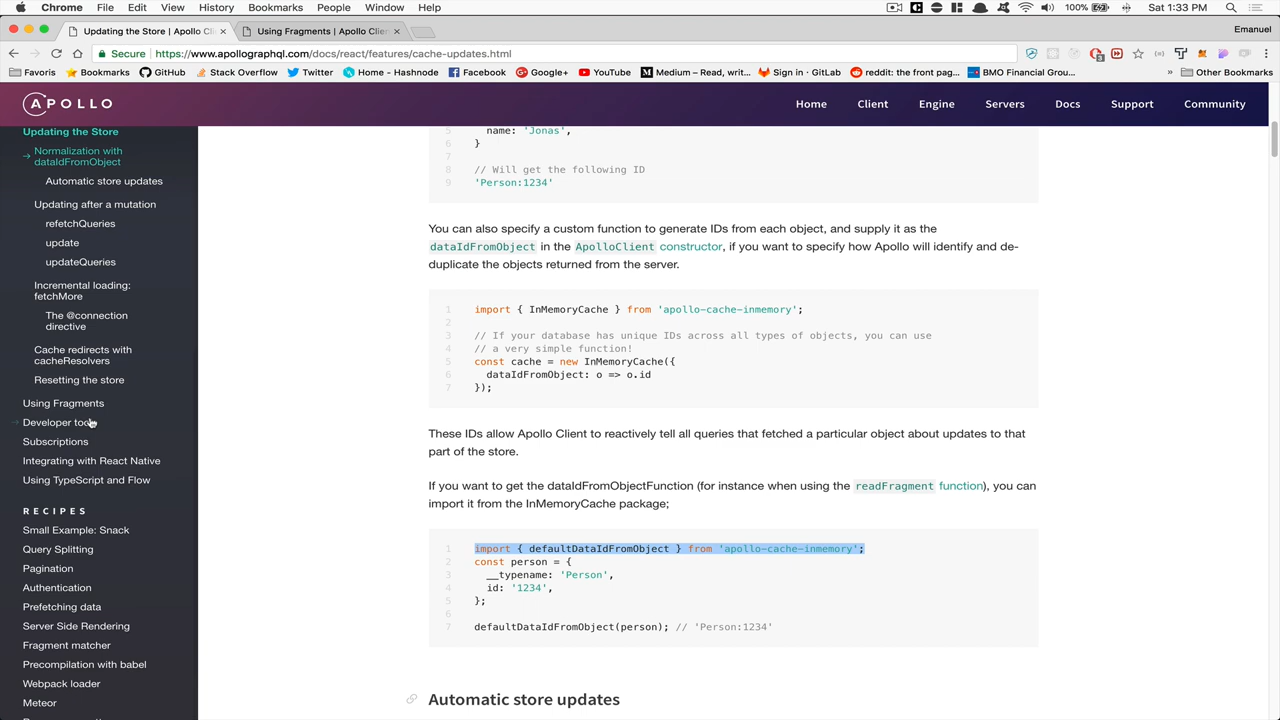 Chrome File Edit View History Bookmarks People Window Help 100% Sat 1:33 PM
Updating the Store | Apollo Cli × Using Fragments | Apollo Clien × Emanuel
Secure https://www.apollographql.com/docs/react/features/cache-updates.html
Favoris Bookmarks GitHub Stack Overflow Twitter Home - Hashnode Facebook Google+ YouTube Medium – Read, writ... Sign in · GitLab reddit: the front pag... BMO Financial Grou... » Other Bookmarks
APOLLO Home Client Engine Servers Docs Support Community
Updating the Store
Normalization with
dataIdFromObject
Automatic store updates
Updating after a mutation
refetchQueries
update
updateQueries
Incremental loading:
fetchMore
The @connection
directive
Cache redirects with
cacheResolvers
Resetting the store
Using Fragments
Subscriptions
Integrating with React Native
Using TypeScript and Flow
RECIPES
Small Example: Snack
Query Splitting
Pagination
Authentication
Prefetching data
Server Side Rendering
Fragment matcher
Precompilation with babel
Webpack loader
Meteor
5 name: 'Jonas',
6 }
7
8 // Will get the following ID
9 'Person:1234'
You can also specify a custom function to generate IDs from each object, and supply it as the
dataIdFromObject in the ApolloClient constructor, if you want to specify how Apollo will identify and de-
duplicate the objects returned from the server.
1 import { InMemoryCache } from 'apollo-cache-inmemory';
2
3 // If your database has unique IDs across all types of objects, you can use
4 // a very simple function!
5 const cache = new InMemoryCache({
6 dataIdFromObject: o => o.id
7 });
These IDs allow Apollo Client to reactively tell all queries that fetched a particular object about updates to that
part of the store.
If you want to get the dataIdFromObjectFunction (for instance when using the readFragment function), you can
import it from the InMemoryCache package;
1 import { defaultDataIdFromObject } from 'apollo-cache-inmemory';
2 const person = {
3 __typename: 'Person',
4 id: '1234',
5 };
6
7 defaultDataIdFromObject(person); // 'Person:1234'
Automatic store updates